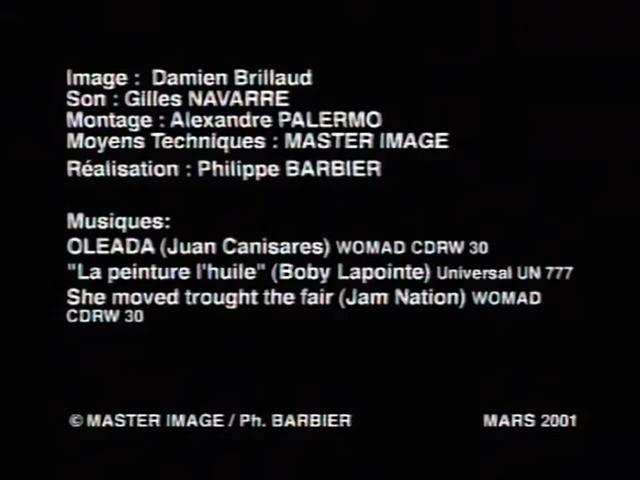 Image : Damien Brillaud
Son : Gilles NAVARRE
Montage : Alexandre PALERMO
Moyens Techniques : MASTER IMAGE
Réalisation : Philippe BARBIER
Musiques:
OLEADA (Juan Canisares) WOMAD CDRW 30
"La peinture l'huile" (Boby Lapointe) Universal UN 777
She moved trought the fair (Jam Nation) WOMAD
CDRW 30
© MASTER IMAGE / Ph. BARBIER MARS 2001